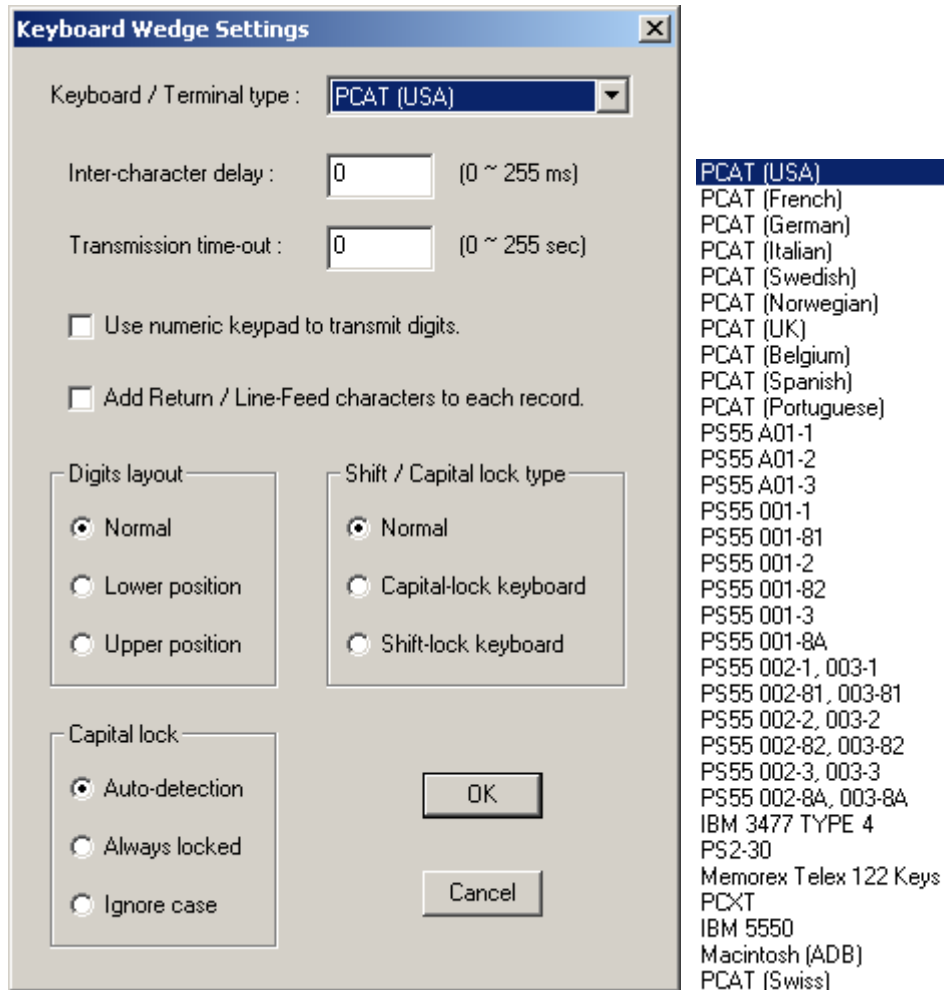 Keyboard Wedge Settings
Keyboard / Terminal type : PCAT (USA)
Inter-character delay : 0 (0 ~ 255 ms)
Transmission time-out : 0 (0 ~ 255 sec)
Use numeric keypad to transmit digits.
Add Return / Line-Feed characters to each record.
Digits layout
Normal
Lower position
Upper position
Shift / Capital lock type
Normal
Capital-lock keyboard
Shift-lock keyboard
Capital lock
Auto-detection
Always locked
Ignore case
OK
Cancel
PCAT (USA)
PCAT (French)
PCAT (German)
PCAT (Italian)
PCAT (Swedish)
PCAT (Norwegian)
PCAT (UK)
PCAT (Belgium)
PCAT (Spanish)
PCAT (Portuguese)
PS55 A01-1
PS55 A01-2
PS55 A01-3
PS55 001-1
PS55 001-81
PS55 001-2
PS55 001-82
PS55 001-3
PS55 001-8A
PS55 002-1, 003-1
PS55 002-81, 003-81
PS55 002-2, 003-2
PS55 002-82, 003-82
PS55 002-3, 003-3
PS55 002-8A, 003-8A
IBM 3477 TYPE 4
PS2-30
Memorex Telex 122 Keys
PCXT
IBM 5550
Macintosh (ADB)
PCAT (Swiss)